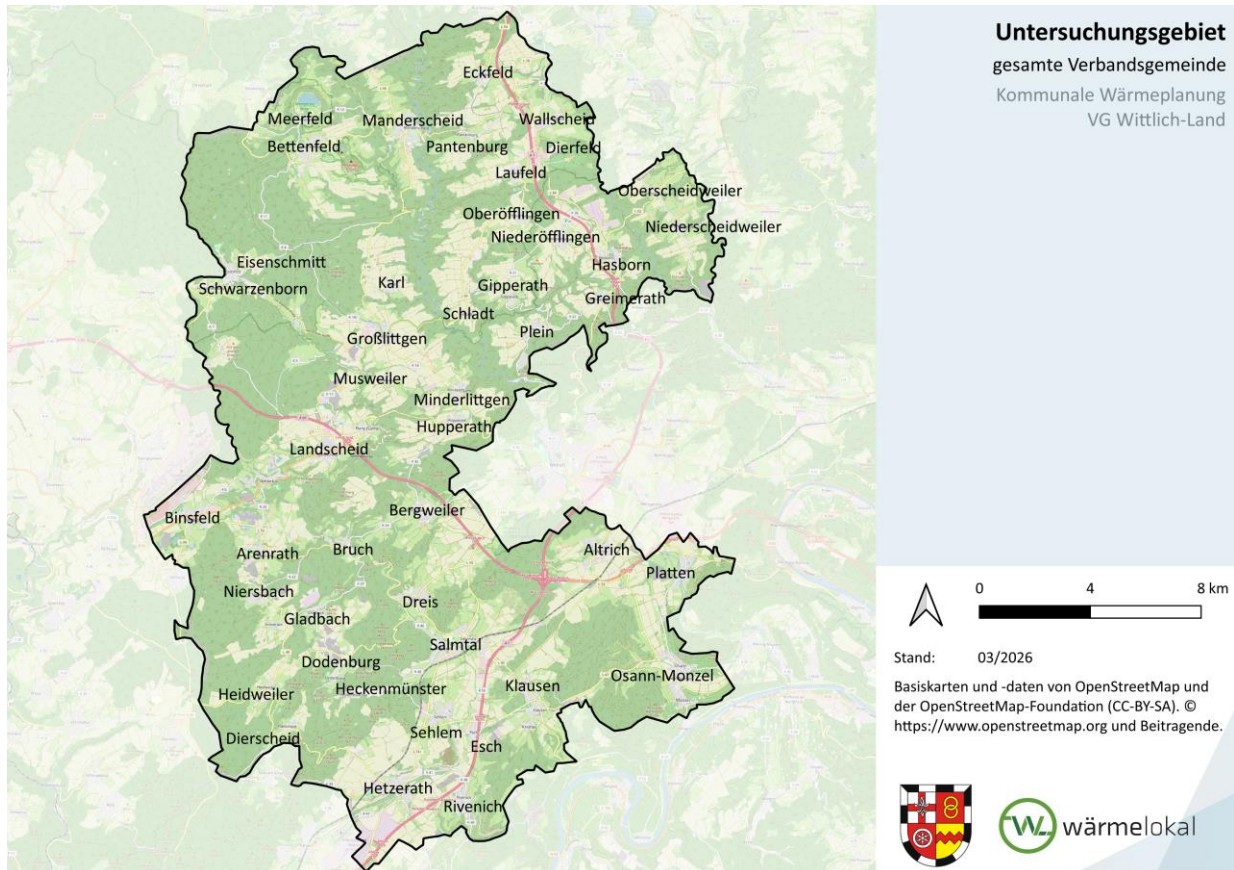 Untersuchungsgebiet
gesamte Verbandsgemeinde
Kommunale Wärmeplanung
VG Wittlich-Land
Eckfeld
Meerfeld
Manderscheid
Wallscheid
Bettenfeld
Pantenburg
Dierfeld
Laufeld
Oberscheidweiler
Oberöfflingen
Niederscheidweiler
Niederöfflingen
Eisenschmitt
Hasborn
Karl
Gipperath
Schwarzenborn
Greimerath
Schladt
Großlittgen
Plein
Musweiler
Minderlittgen
Hupperath
Landscheid
Binsfeld
Bergweiler
Arenrath
Bruch
Altrich
Platten
Niersbach
Dreis
Gladbach
Salmtal
Dodenburg
Osann-Monzel
Heidweiler
Heckenmünster
Klausen
Dierscheid
Sehlem
Esch
Hetzerath
Rivenich
0 4 8 km
Stand: 03/2026
Basiskarten und -daten von OpenStreetMap und
der OpenStreetMap-Foundation (CC-BY-SA). ©
https://www.openstreetmap.org und Beitragende.
WL wärmelokal